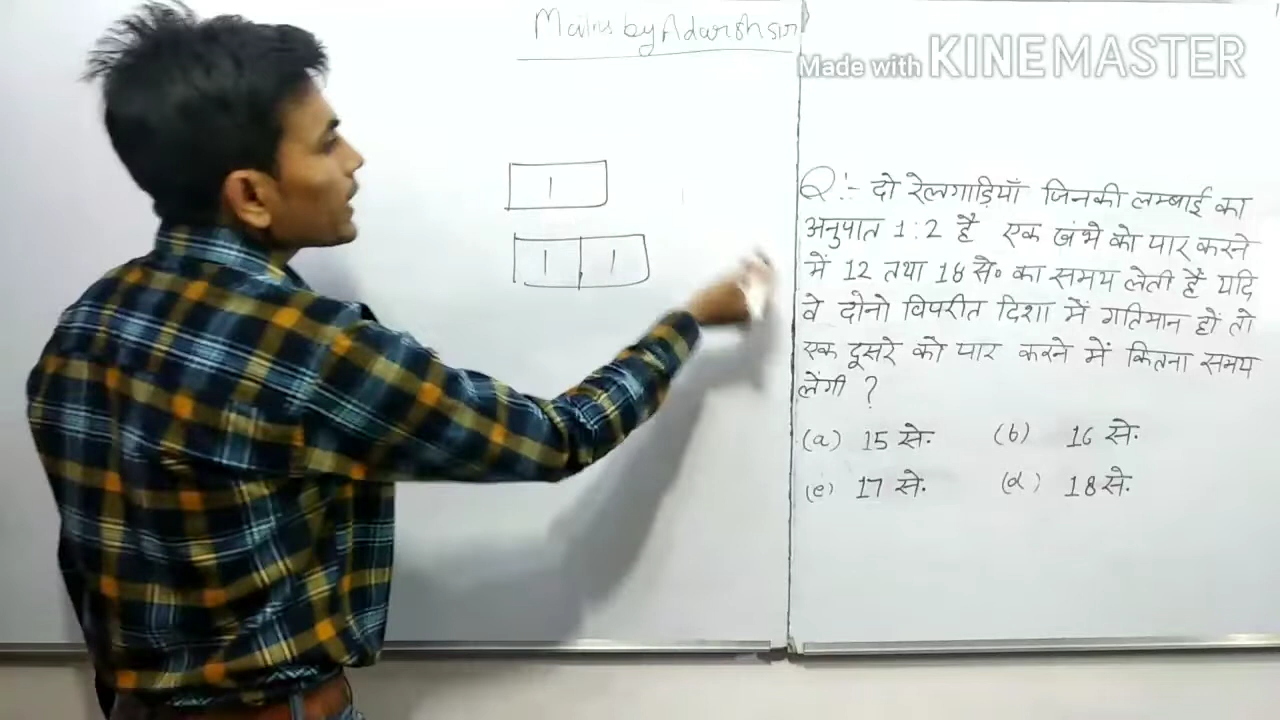 Maths by Adarsh sir
Made with KINEMASTER
1
1 1
Q:- दो रेलगाड़ियाँ जिनकी लम्बाई का
अनुपात 1:2 है एक खंभे को पार करने
में 12 तथा 18 से० का समय लेती हैं यदि
वे दोनो विपरीत दिशा में गतिमान हों तो
एक दूसरे को पार करने में कितना समय
लेंगी ?
(a) 15 से. (b) 16 से.
(c) 17 से. (d) 18 से.